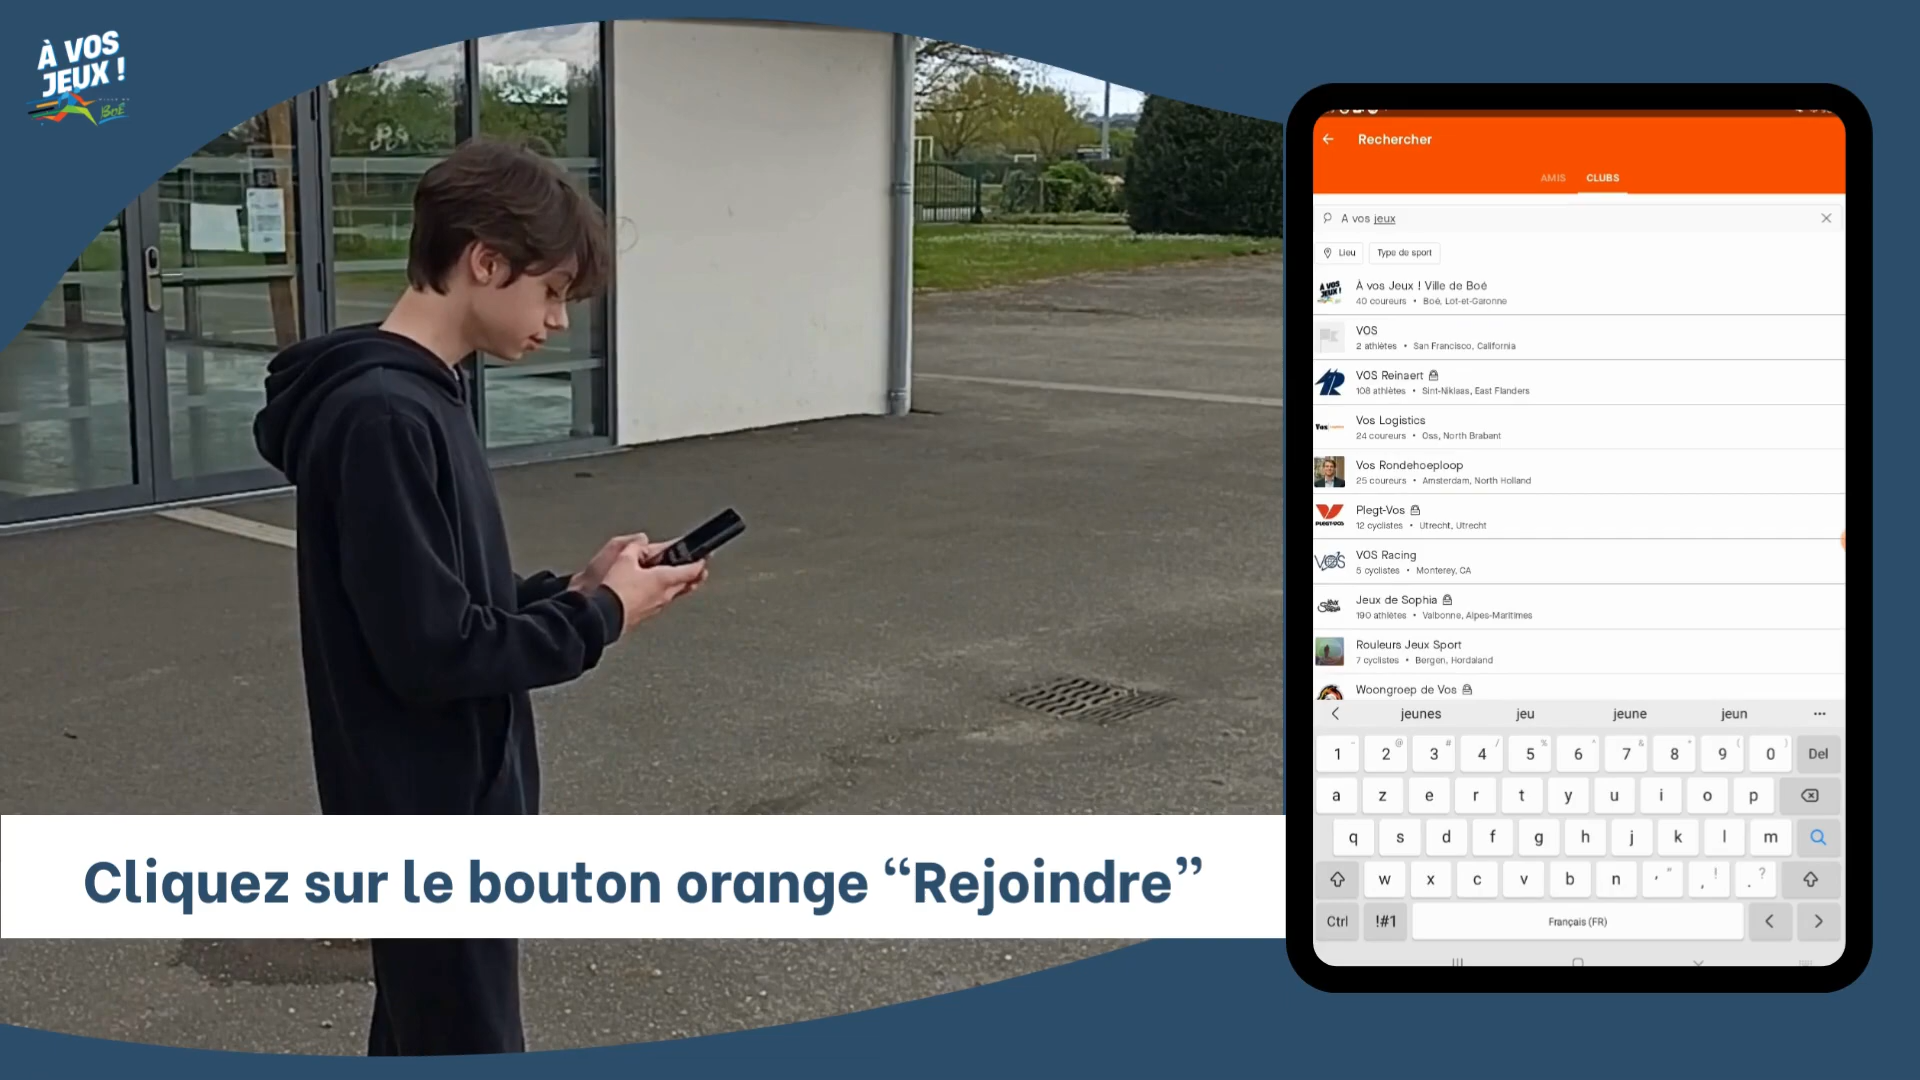 À VOS
JEUX !
BOÉ
Cliquez sur le bouton orange “Rejoindre”
Rechercher
AMIS CLUBS
A vos jeux
Lieu Type de sport
À vos Jeux ! Ville de Boé
40 coureurs • Boé, Lot-et-Garonne
VOS
2 athlètes • San Francisco, California
VOS Reinaert
108 athlètes • Sint-Niklaas, East Flanders
Vos Logistics
24 coureurs • Oss, North Brabant
Vos Rondehoeploop
25 coureurs • Amsterdam, North Holland
Plegt-Vos
12 cyclistes • Utrecht, Utrecht
VOS Racing
5 cyclistes • Monterey, CA
Jeux de Sophia
190 athlètes • Valbonne, Alpes-Maritimes
Rouleurs Jeux Sport
7 cyclistes • Bergen, Hordaland
Woongroep de Vos
jeunes jeu jeune jeun
1 2 3 4 5 6 7 8 9 0 Del
a z e r t y u i o p
q s d f g h j k l m
w x c v b n ' , ! . ?
Ctrl !#1 Français (FR) < >